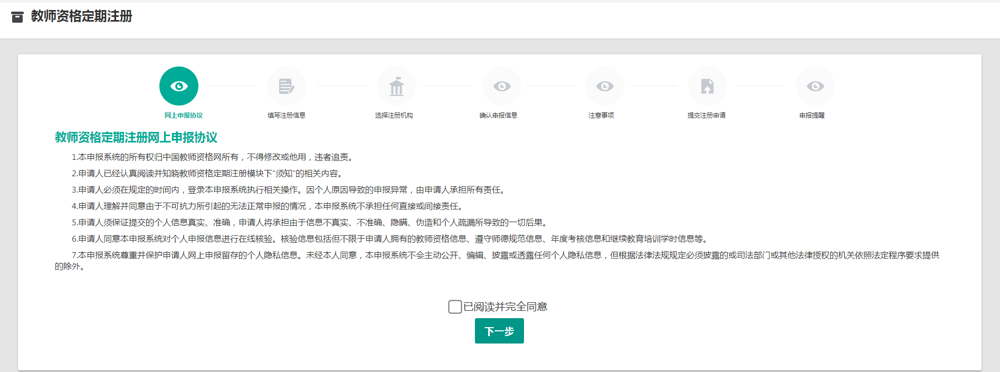 教师资格定期注册
网上申报协议
填写注册信息
选择注册机构
确认申报信息
注意事项
提交注册申请
申报提醒
教师资格定期注册网上申报协议
1.本申报系统的所有权归中国教师资格网所有，不得修改或他用，违者追责。
2.申请人已经认真阅读并知晓教师资格定期注册模块下“须知”的相关内容。
3.申请人必须在规定的时间内，登录本申报系统执行相关操作。因个人原因导致的申报异常，由申请人承担所有责任。
4.申请人理解并同意由于不可抗力所引起的无法正常申报的情况，本申报系统不承担任何直接或间接责任。
5.申请人须保证提交的个人信息真实、准确，申请人将承担由于信息不真实、不准确、隐瞒、伪造和个人疏漏所导致的一切后果。
6.申请人同意本申报系统对个人申报信息进行在线核验。核验信息包括但不限于申请人拥有的教师资格信息、遵守师德规范信息、年度考核信息和继续教育培训学时信息等。
7.本申报系统尊重并保护申请人网上申报留存的个人隐私信息。未经本人同意，本申报系统不会主动公开、编辑、披露或透露任何个人隐私信息，但根据法律法规规定必须披露的或司法部门或其他法律授权的机关依照法定程序要求提供
的除外。
已阅读并完全同意
下一步